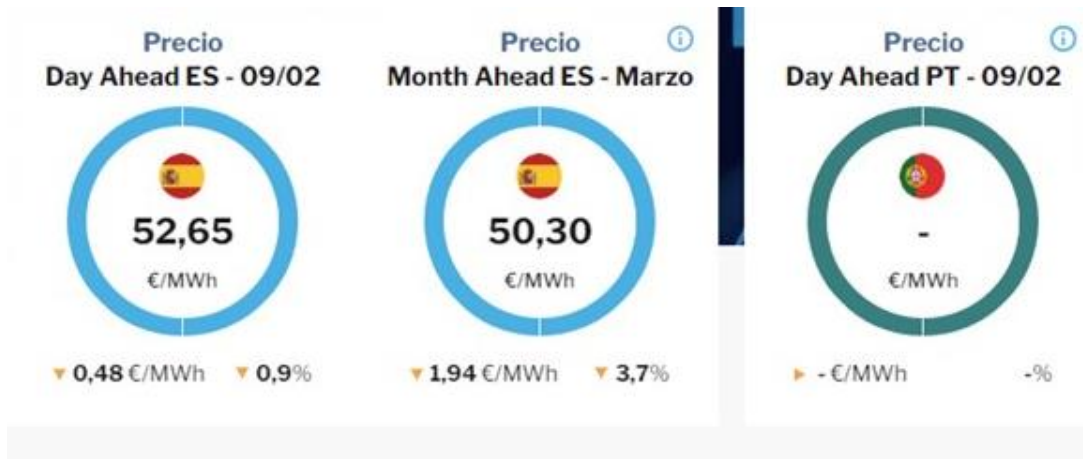 Precio
Day Ahead ES - 09/02
52,65
€/MWh
▼ 0,48 €/MWh ▼ 0,9%
Precio
Month Ahead ES - Marzo
50,30
€/MWh
▼ 1,94 €/MWh ▼ 3,7%
Precio
Day Ahead PT - 09/02
-
€/MWh
▶ - €/MWh -%